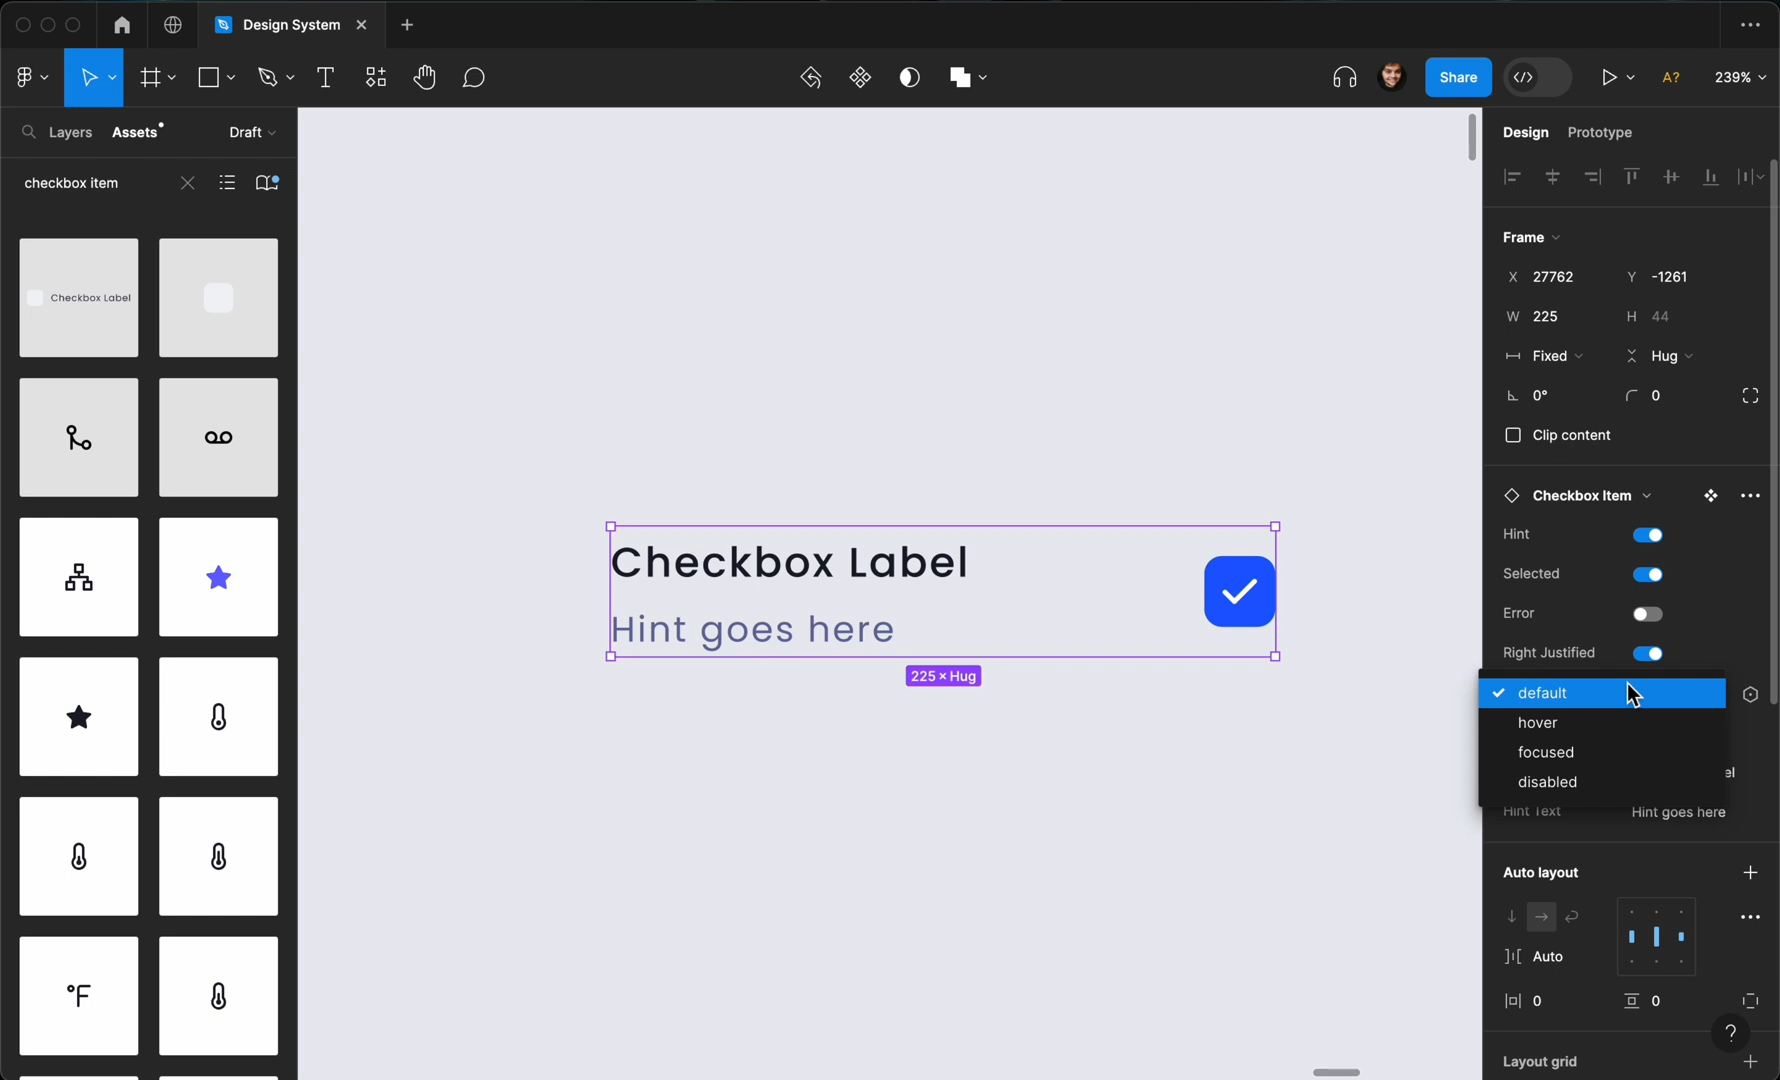 Design System
Share
A?
239%
Layers
Assets
Draft
Design
Prototype
checkbox item
Checkbox Label
°F
Checkbox Label
Hint goes here
225 × Hug
Frame
X 27762
Y -1261
W 225
H 44
Fixed
Hug
0°
0
Clip content
Checkbox Item
Hint
Selected
Error
Right Justified
default
hover
focused
disabled
el
Hint Text
Hint goes here
Auto layout
Auto
0
0
?
Layout grid